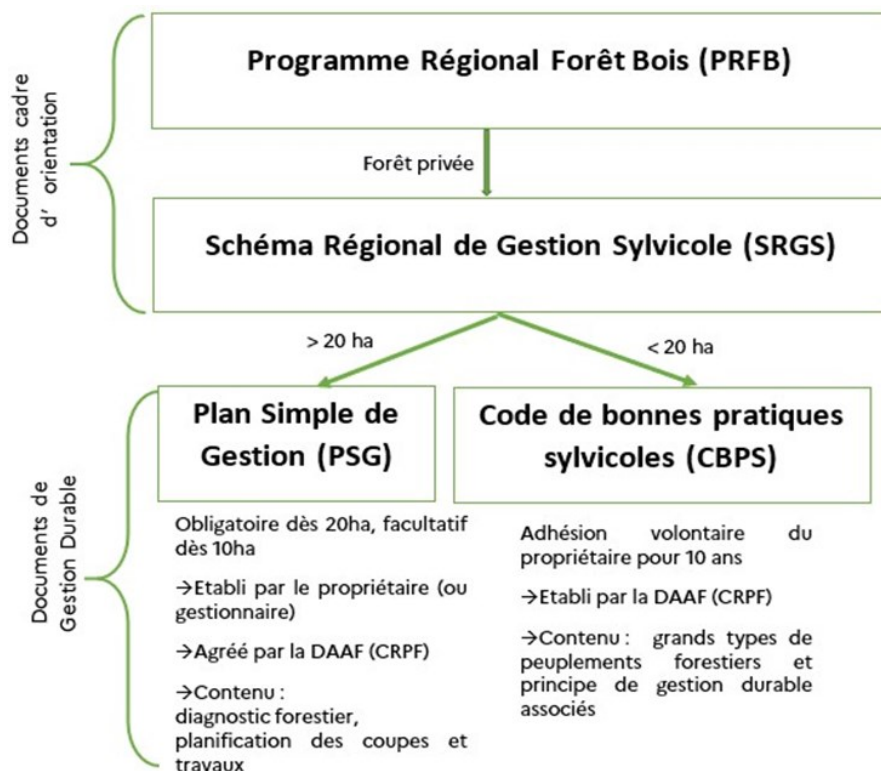 Programme Régional Forêt Bois (PRFB)
Documents cadre
d' orientation
Forêt privée
Schéma Régional de Gestion Sylvicole (SRGS)
> 20 ha
< 20 ha
Documents de
Gestion Durable
Plan Simple de
Gestion (PSG)
Obligatoire dès 20ha, facultatif
dès 10ha
→Etabli par le propriétaire (ou
gestionnaire)
→Agréé par la DAAF (CRPF)
→Contenu :
diagnostic forestier,
planification des coupes et
travaux
Code de bonnes pratiques
sylvicoles (CBPS)
Adhésion volontaire du
propriétaire pour 10 ans
→Etabli par la DAAF (CRPF)
→Contenu : grands types de
peuplements forestiers et
principe de gestion durable
associés